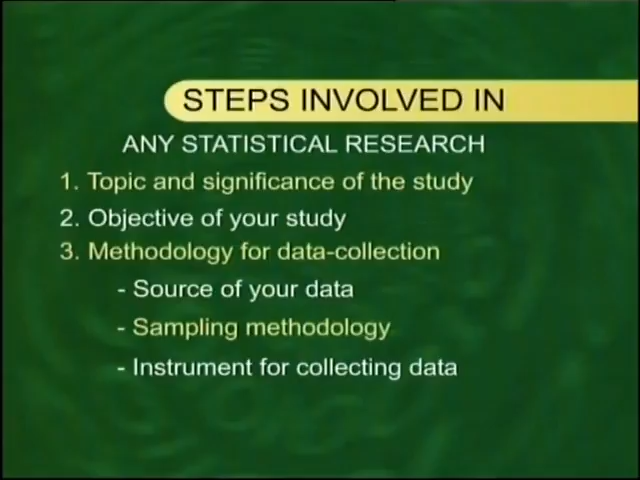 STEPS INVOLVED IN
ANY STATISTICAL RESEARCH
1. Topic and significance of the study
2. Objective of your study
3. Methodology for data-collection
- Source of your data
- Sampling methodology
- Instrument for collecting data